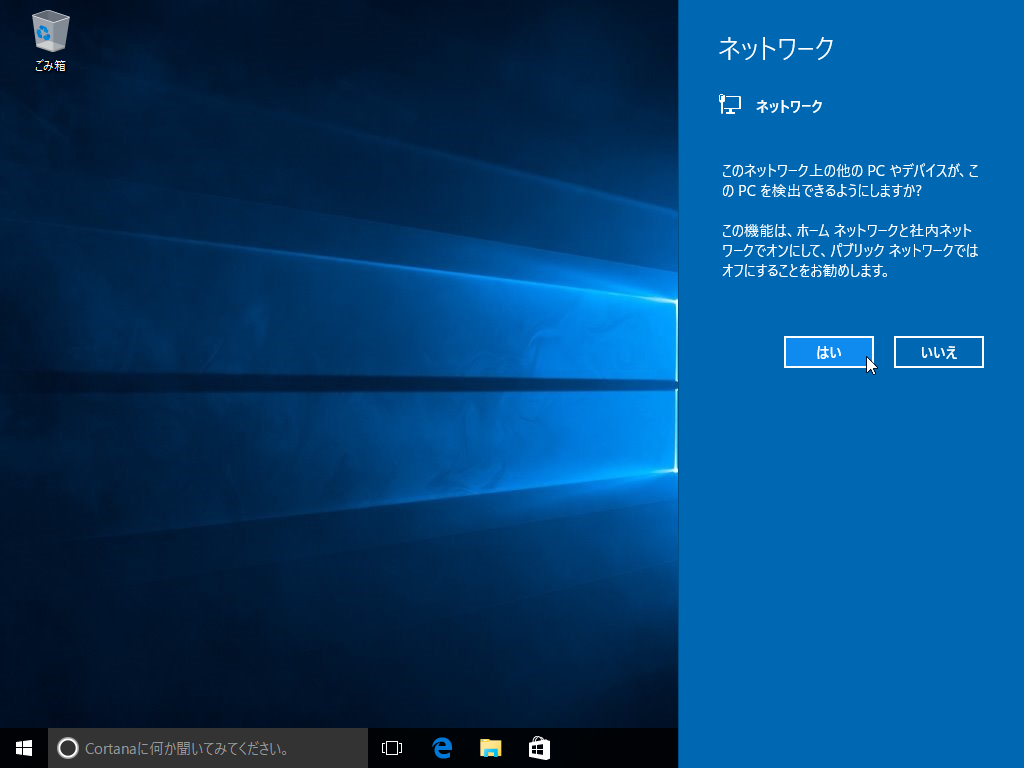 ごみ箱
ネットワーク
ネットワーク
このネットワーク上の他の PC やデバイスが、こ
の PC を検出できるようにしますか?
この機能は、ホーム ネットワークと社内ネット
ワークでオンにして、パブリック ネットワークでは
オフにすることをお勧めします。
はい
いいえ
Cortanaに何か聞いてみてください。